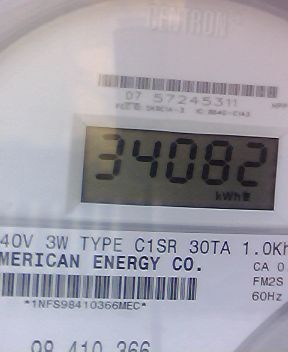 CENTRON
07 57245311
34082
kWh
40V 3W TYPE C1SR 30TA 1.0Kh
MERICAN ENERGY CO.
CA 0.
FM2S
*1NFS98410366MEC*
60Hz
98 410 366